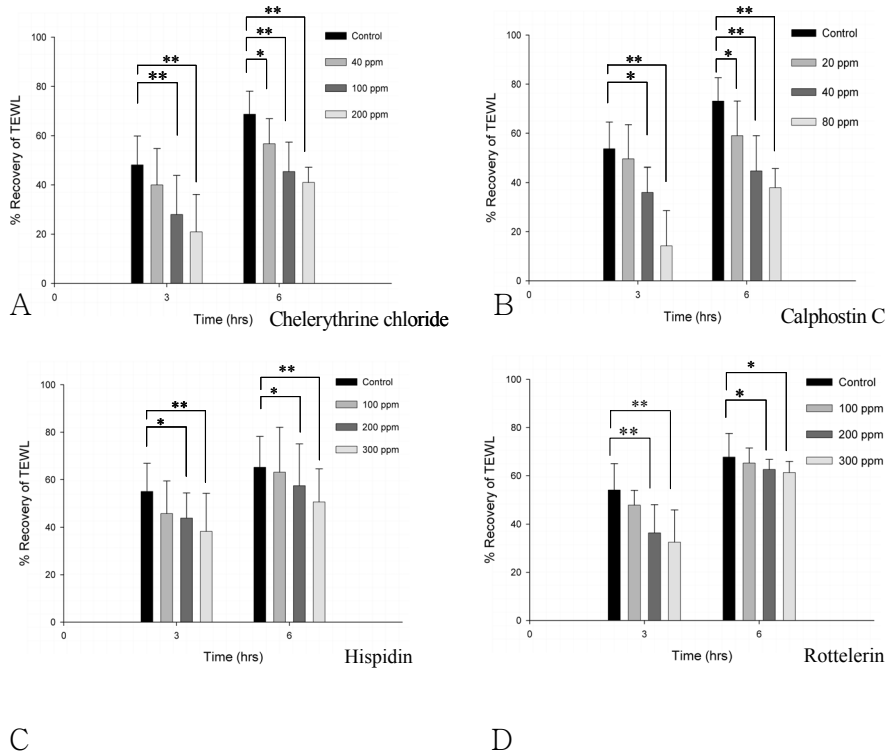 ** 
** **
** *
**
Control
40 ppm
100 ppm
200 ppm
% Recovery of TEWL
100
80
60
40
20
0
0 3 6
Time (hrs)
A
Chelerythrine chloride
**
** **
* *
Control
20 ppm
40 ppm
80 ppm
% Recovery of TEWL
100
80
60
40
20
0
0 3 6
Time (hrs)
B
Calphostin C
**
** *
*
Control
100 ppm
200 ppm
300 ppm
% Recovery of TEWL
100
80
60
40
20
0
0 3 6
Time (hrs)
Hispidin
C
*
** *
**
Control
100 ppm
200 ppm
300 ppm
% Recovery of TEWL
100
80
60
40
20
0
0 3 6
Time (hrs)
Rottelerin
D